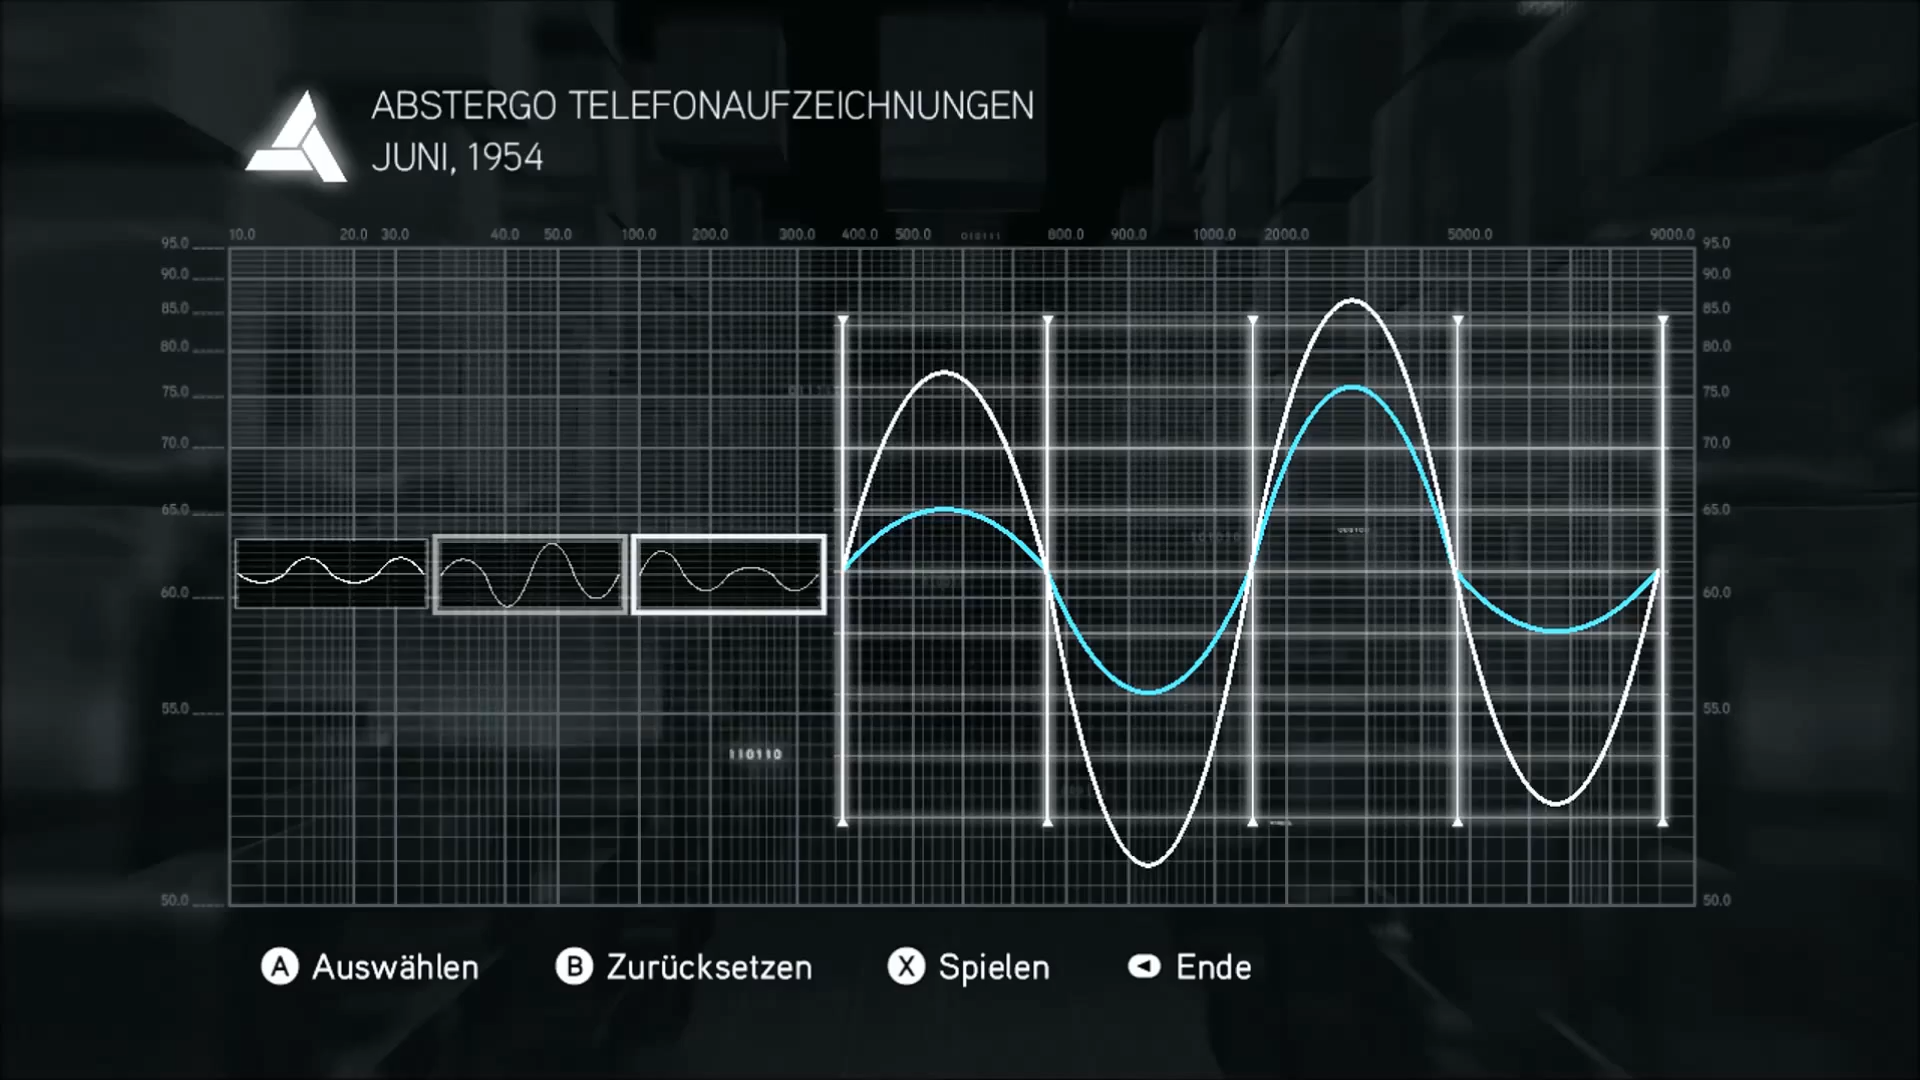 ABSTERGO TELEFONAUFZEICHNUNGEN
JUNI, 1954
10.0 20.0 30.0 40.0 50.0 100.0 200.0 300.0 400.0 500.0 010111 800.0 900.0 1000.0 2000.0 5000.0 9000.0
95.0 95.0
90.0 90.0
85.0 85.0
80.0 80.0
75.0 75.0
70.0 70.0
65.0 65.0
60.0 60.0
55.0 55.0
110110
50.0 50.0
A Auswählen B Zurücksetzen X Spielen Ende